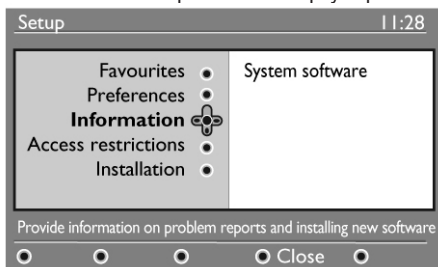 Setup 11:28
Favourites
Preferences
Information
Access restrictions
Installation
System software
Provide information on problem reports and installing new software
Close